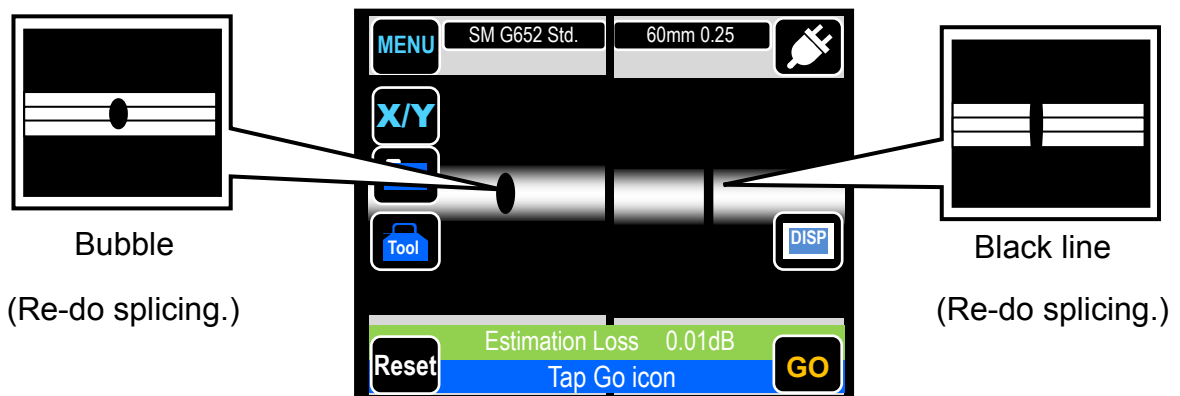 MENU
SM G652 Std.
60mm 0.25
X/Y
Tool
DISP
Bubble
(Re-do splicing.)
Black line
(Re-do splicing.)
Estimation Loss 0.01dB
Reset
Tap Go icon
GO